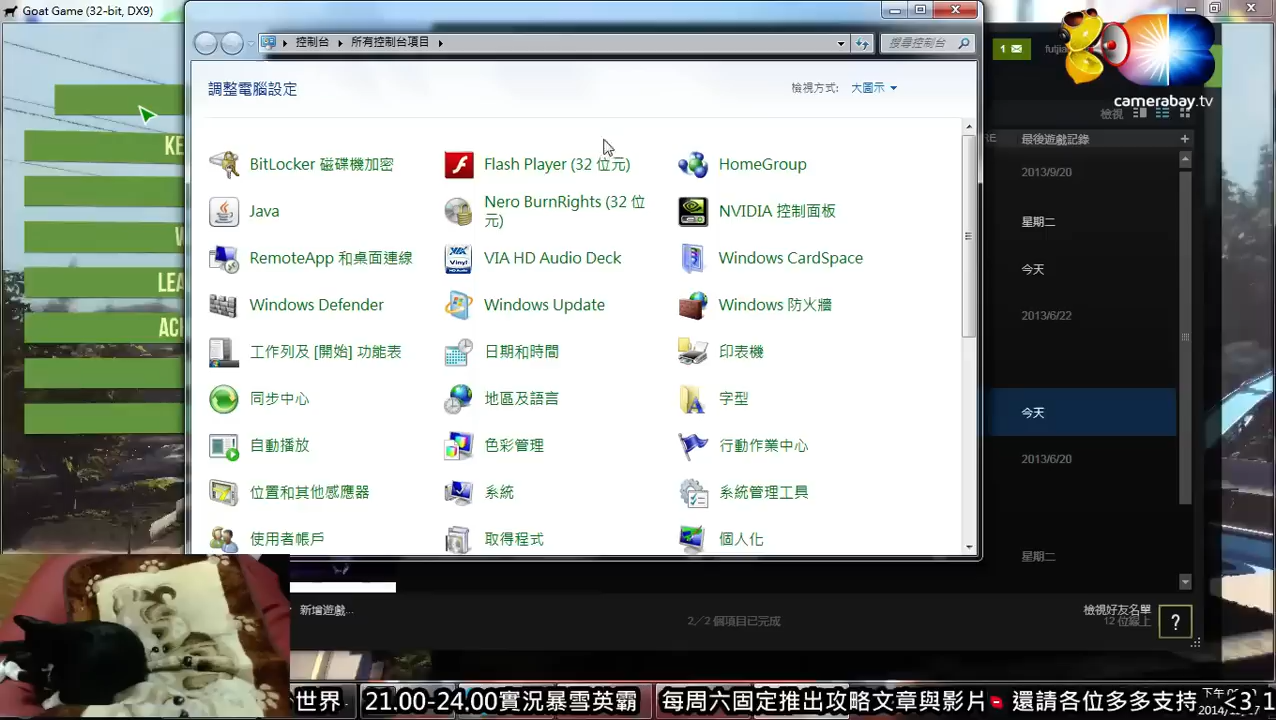 Goat Game (32-bit, DX9)
控制台 所有控制台項目
搜尋控制台
1
camerabay.tv
調整電腦設定
檢視方式: 大圖示
檢視
BitLocker 磁碟機加密
Flash Player (32 位元)
HomeGroup
最後遊戲記錄
2013/9/20
Java
Nero BurnRights (32 位
元)
NVIDIA 控制面板
星期二
RemoteApp 和桌面連線
VIA HD Audio Deck
Windows CardSpace
今天
LEA
Windows Defender
Windows Update
Windows 防火牆
2013/6/22
工作列及 [開始] 功能表
日期和時間
印表機
同步中心
地區及語言
字型
今天
自動播放
色彩管理
行動作業中心
2013/6/20
位置和其他感應器
系統
系統管理工具
使用者帳戶
取得程式
個人化
星期二
新增遊戲...
2／2 個項目已完成
檢視好友名單
12 位線上
?
世界 21.00-24.00實況暴雪英霸 每周六固定推出攻略文章與影片 還請各位多多支持 <3 1